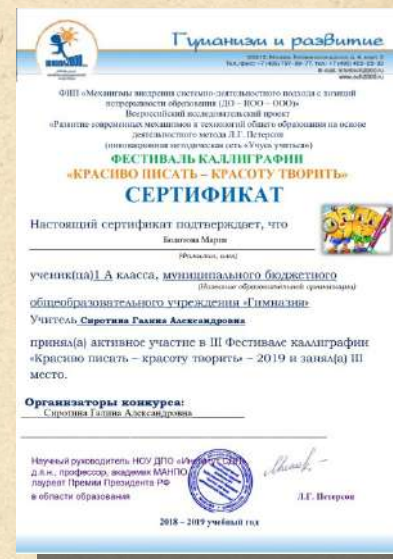 Гуманизм и развитие
ФИП «Механизмы внедрения системно-деятельностного подхода с позиций
непрерывности образования (ДО – НОО – ООО)»
Всероссийский исследовательский проект
«Развитие современных механизмов и технологий общего образования на основе
деятельностного метода Л.Г. Петерсон
(инновационная методическая сеть «Учусь учиться»)
ФЕСТИВАЛЬ КАЛЛИГРАФИИ
«КРАСИВО ПИСАТЬ – КРАСОТУ ТВОРИТЬ»
СЕРТИФИКАТ
Настоящий сертификат подтверждает, что
Мария
(Фамилия, имя)
ученик(ца)1 А класса, муниципального бюджетного
(Название образовательной организации)
общеобразовательного учреждения «Гимназия»
Учитель Сиротина Галина Александровна
принял(а) активное участие в III Фестивале каллиграфии
«Красиво писать – красоту творить» – 2019 и занял(а) III
место.
Организаторы конкурса:
Сиротина Галина Александровна
Научный руководитель НОУ ДПО
д.п.н., профессор, академик МАНПО,
лауреат Премии Президента РФ
в области образования
Л.Г. Петерсон
2018 – 2019 учебный год